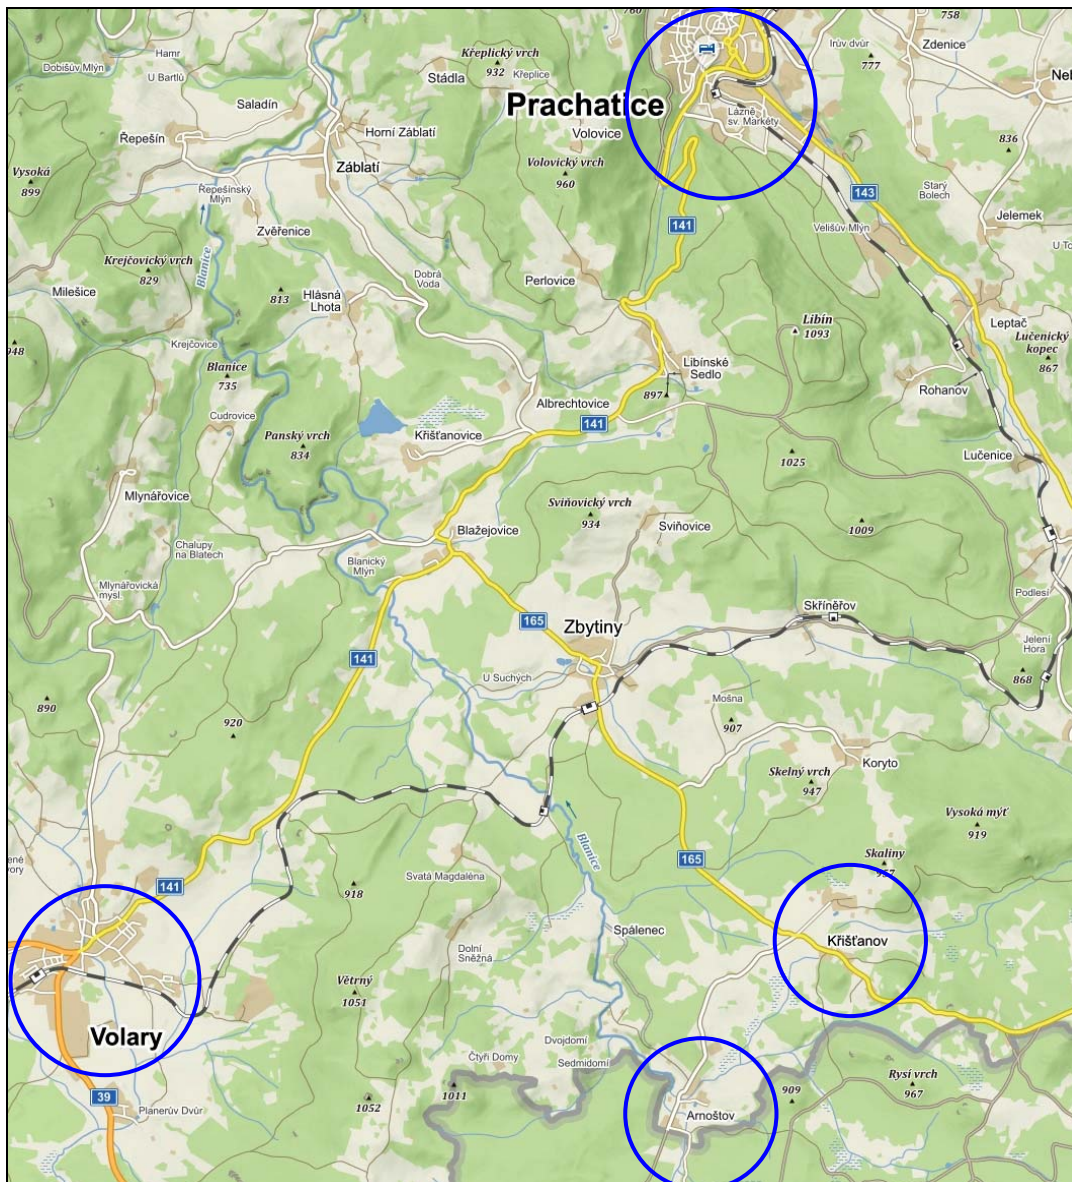 760
758
Hamr
Dobišův Mlýn
U Bartlů
Křeplický vrch
932
Křeplice
Stádla
Irův dvůr
777
Zdenice
Saladín
Prachatice
Lázně
sv. Markéty
Řepešín
Horní Záblatí
Volovice
836
Vysoká
899
Záblatí
Volovický vrch
960
Řepešínský
Mlýn
143
Starý
Bolech
Jelemek
Zvěřenice
141
Velišův Mlýn
Blanice
Krejčovický vrch
829
Dobrá
Voda
Perlovice
Milešice
813
Hlásná
Lhota
Libín
1093
Leptač
Krejčovice
Lučenický
kopec
867
948
Blanice
735
Libínské
Sedlo
Rohanov
897
Albrechtovice
Cudrovice
141
Panský vrch
834
Křišťanovice
1025
Lučenice
Mlynářovice
Sviňovický vrch
934
Sviňovice
1009
Blažejovice
Chalupy
na Blatech
Blanický
Mlýn
Mlynářovická
mysl.
Podlesí
Skříněřov
165
Zbytiny
Jelení
Hora
141
868
U Suchých
Mošna
890
920
907
Koryto
Skelný vrch
947
Vysoká mýť
919
Blanice
165
Skaliny
957
141
918
Svatá Magdaléna
Spálenec
Křišťanov
Dolní
Sněžná
Větrný
1051
Volary
Dvojdomí
Čtyři Domy
Sedmidomí
Rysí vrch
967
39
1052
1011
909
Planerův Dvůr
Arnoštov